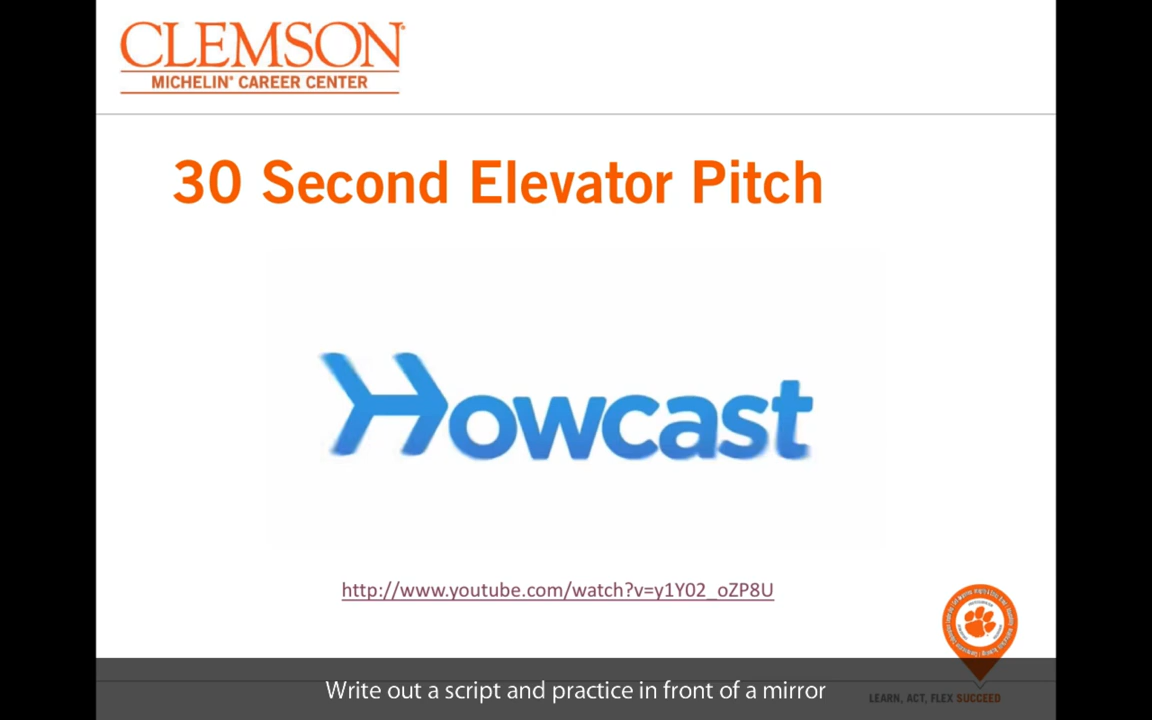 CLEMSON®
MICHELIN® CAREER CENTER
30 Second Elevator Pitch
Howcast
http://www.youtube.com/watch?v=y1Y02_oZP8U
Write out a script and practice in front of a mirror
LEARN, ACT, FLEX SUCCEED